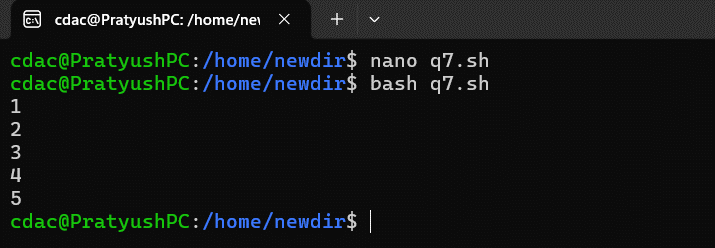 cdac@PratyushPC: /home/nev
cdac@PratyushPC:/home/newdir$ nano q7.sh
cdac@PratyushPC:/home/newdir$ bash q7.sh
1
2
3
4
5
cdac@PratyushPC:/home/newdir$